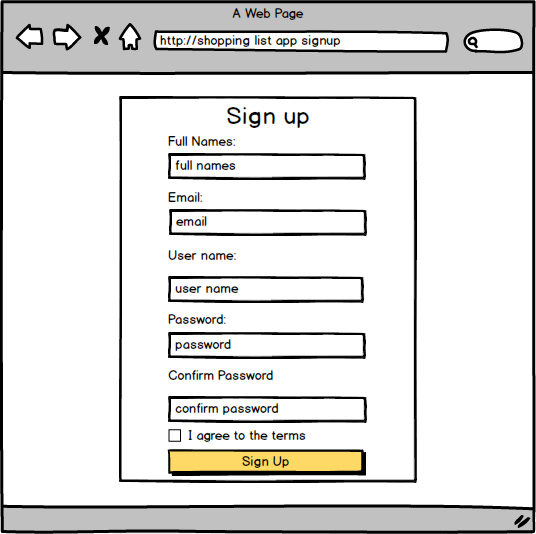 A Web Page
http://shopping list app signup
Sign up
Full Names:
full names
Email:
email
User name:
user name
Password:
password
Confirm Password
confirm password
I agree to the terms
Sign Up